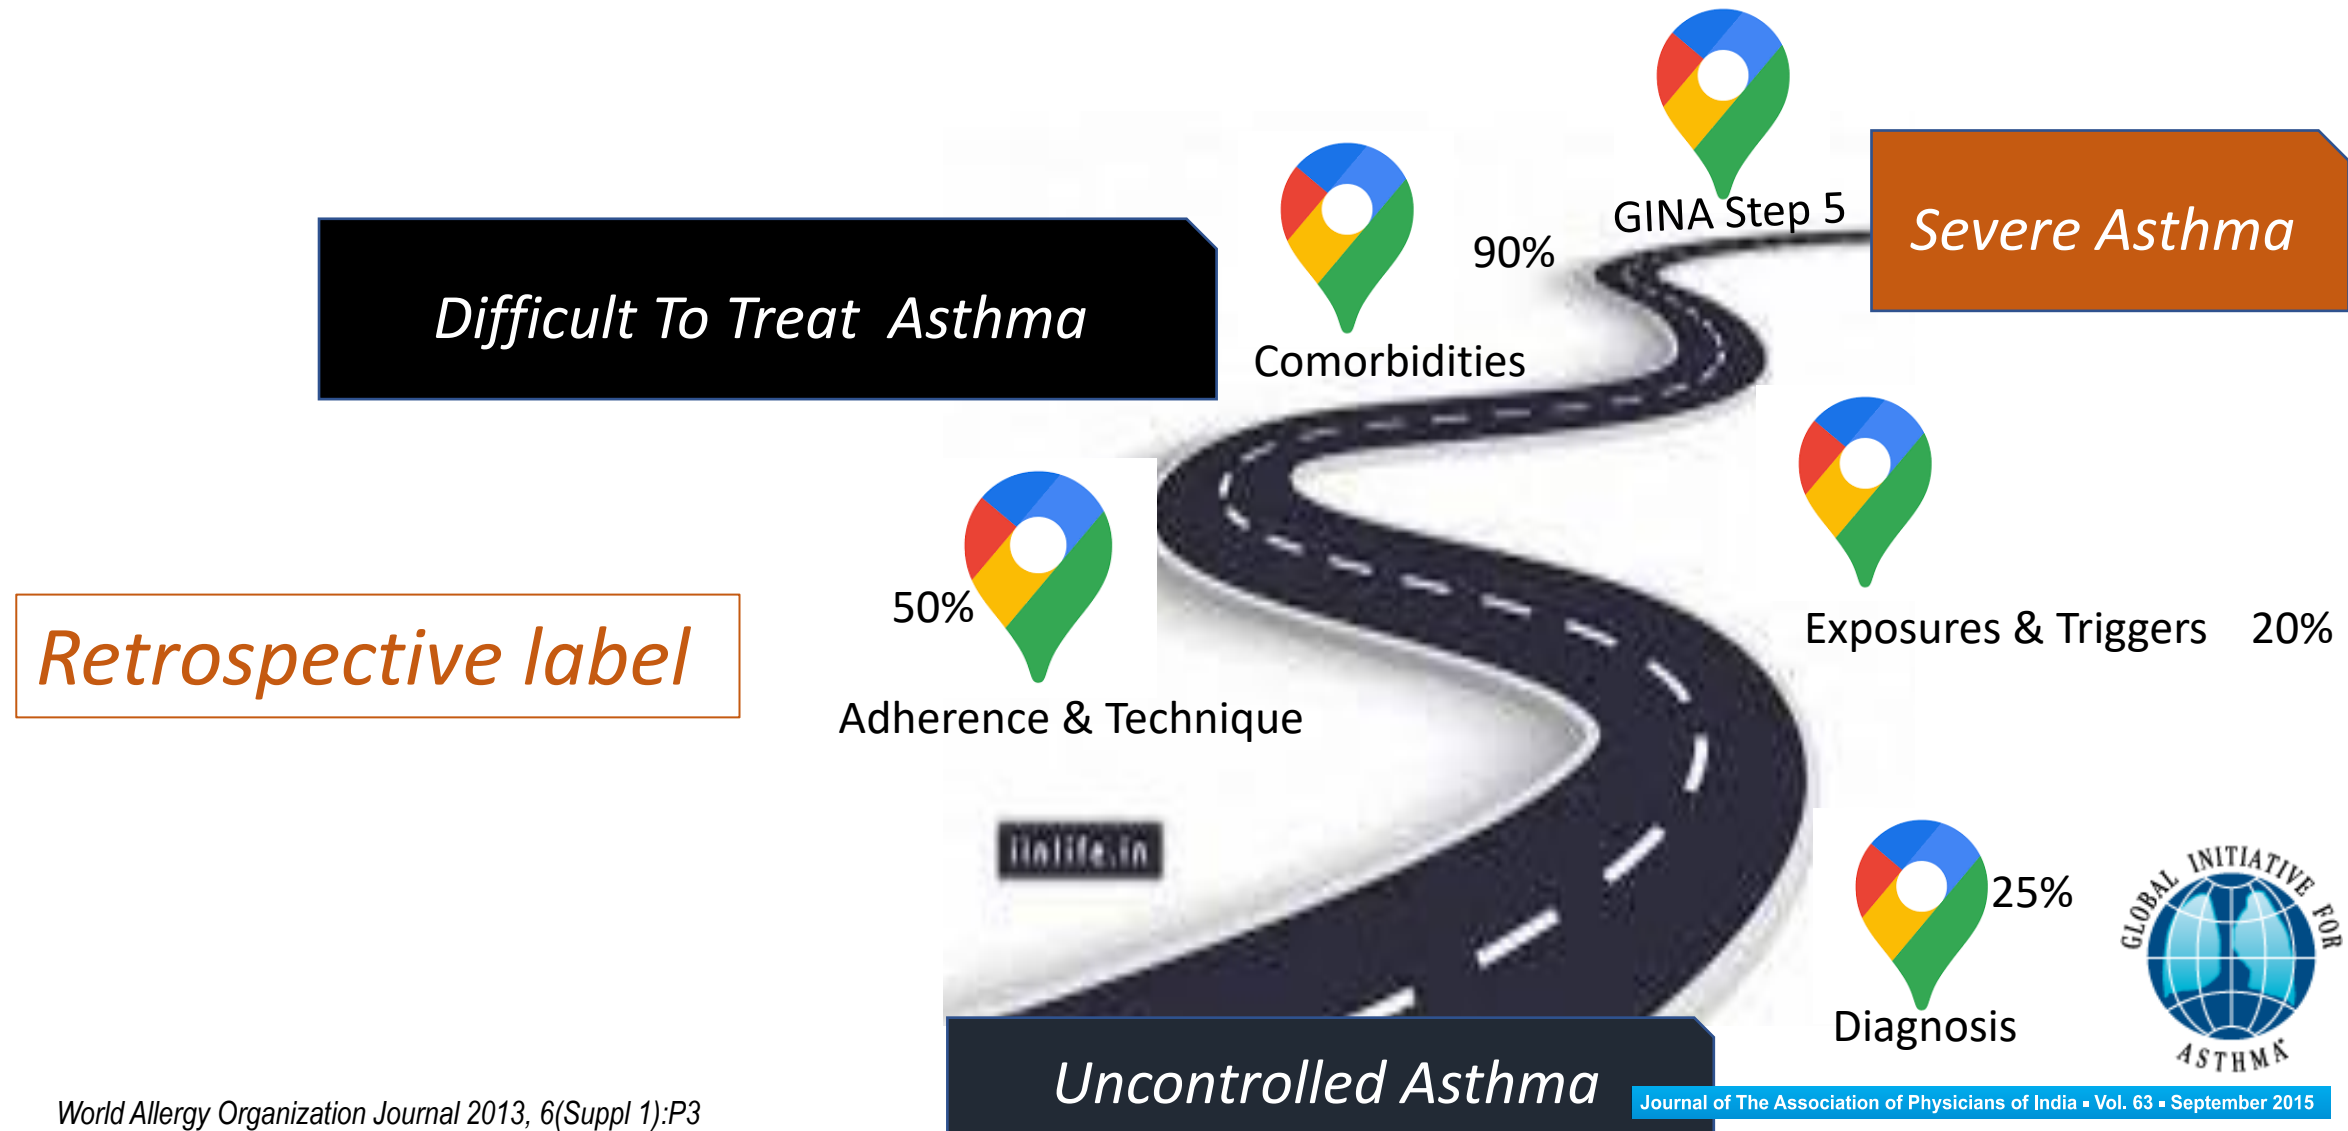 GINA Step 5
Severe Asthma
90%
Difficult To Treat Asthma
Comorbidities
50%
Exposures & Triggers 20%
Retrospective label
Adherence & Technique
iinlife.in
25%
GLOBAL INITIATIVE FOR
ASTHMA
Diagnosis
Uncontrolled Asthma
World Allergy Organization Journal 2013, 6(Suppl 1):P3
Journal of The Association of Physicians of India ▪ Vol. 63 ▪ September 2015